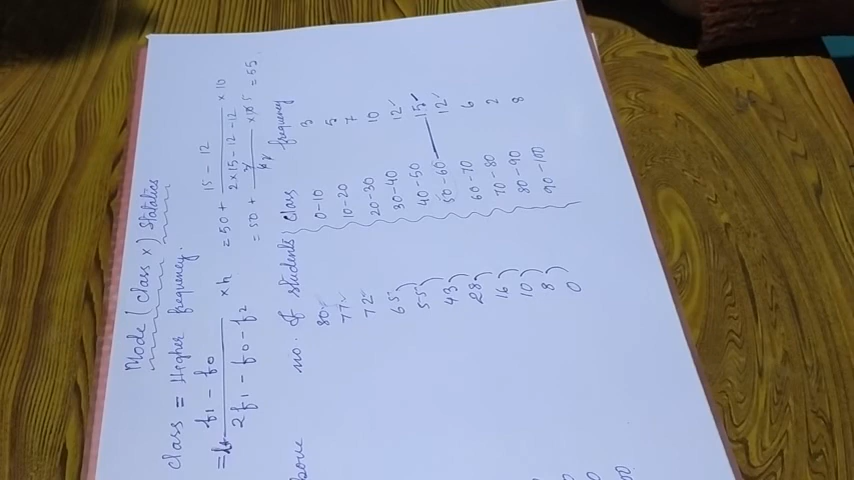 Mode (Class x) Statistics
Class = Higher frequency.
= l+ f1 - f0 / 2f1 - f0 - f2 × h = 50 + 15 - 12 / 2×15 - 12 - 12 × 10
= 50 + 3 / × 5 = 55.
no. of students Class frequency
80 0-10 3
77 10-20 5
72 20-30 7
65 30-40 10
55 40-50 12
43 50-60 15
28 60-70 12
16 70-80 6
10 80-90 2
8 90-100 8
0